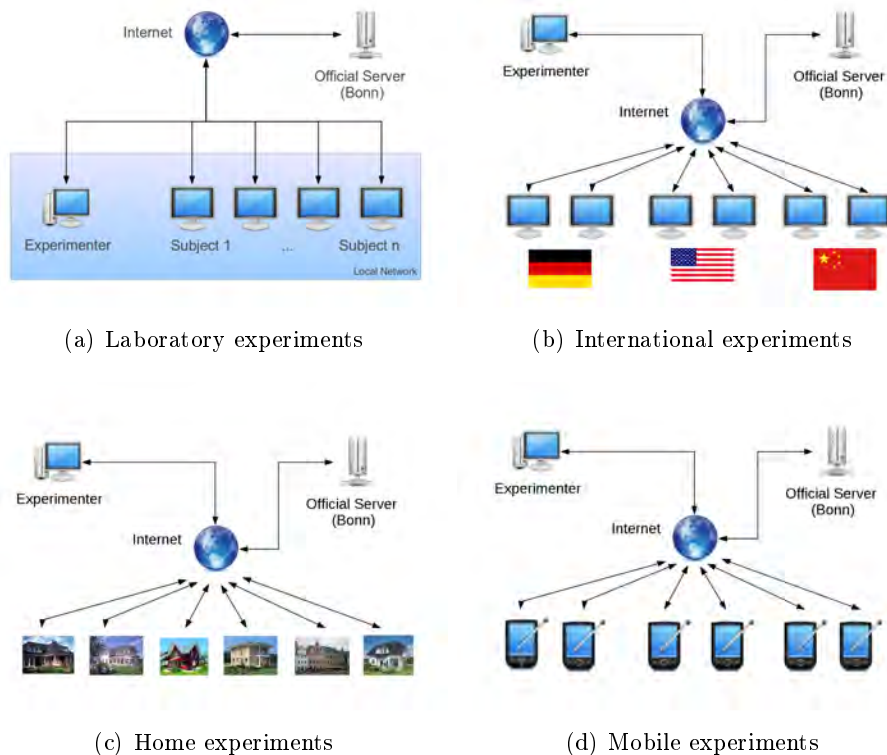 Internet
Official Server
(Bonn)
Experimenter
Subject 1
...
Subject n
Local Network
(a) Laboratory experiments
Experimenter
Official Server
(Bonn)
Internet
(b) International experiments
Experimenter
Official Server
(Bonn)
Internet
(c) Home experiments
Experimenter
Official Server
(Bonn)
Internet
(d) Mobile experiments